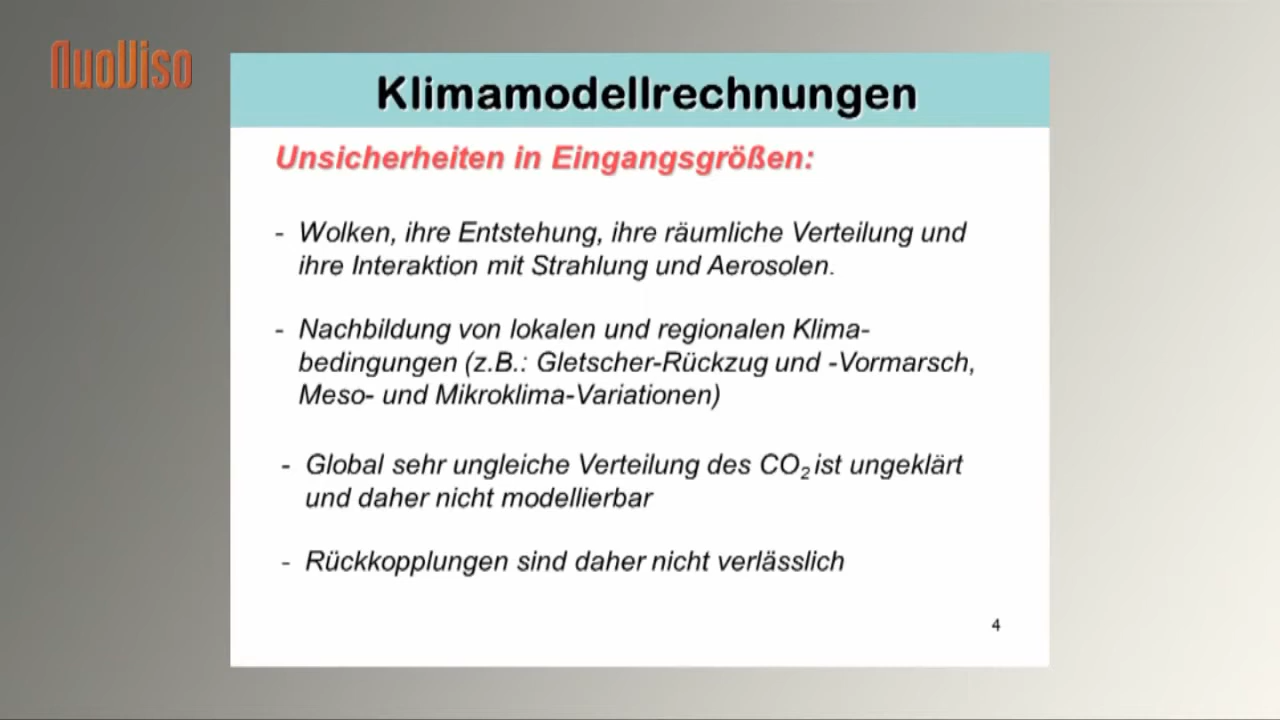 NuoViso
Klimamodellrechnungen
Unsicherheiten in Eingangsgrößen:
- Wolken, ihre Entstehung, ihre räumliche Verteilung und
ihre Interaktion mit Strahlung und Aerosolen.
- Nachbildung von lokalen und regionalen Klima-
bedingungen (z.B.: Gletscher-Rückzug und -Vormarsch,
Meso- und Mikroklima-Variationen)
- Global sehr ungleiche Verteilung des CO₂ ist ungeklärt
und daher nicht modellierbar
- Rückkopplungen sind daher nicht verlässlich
4